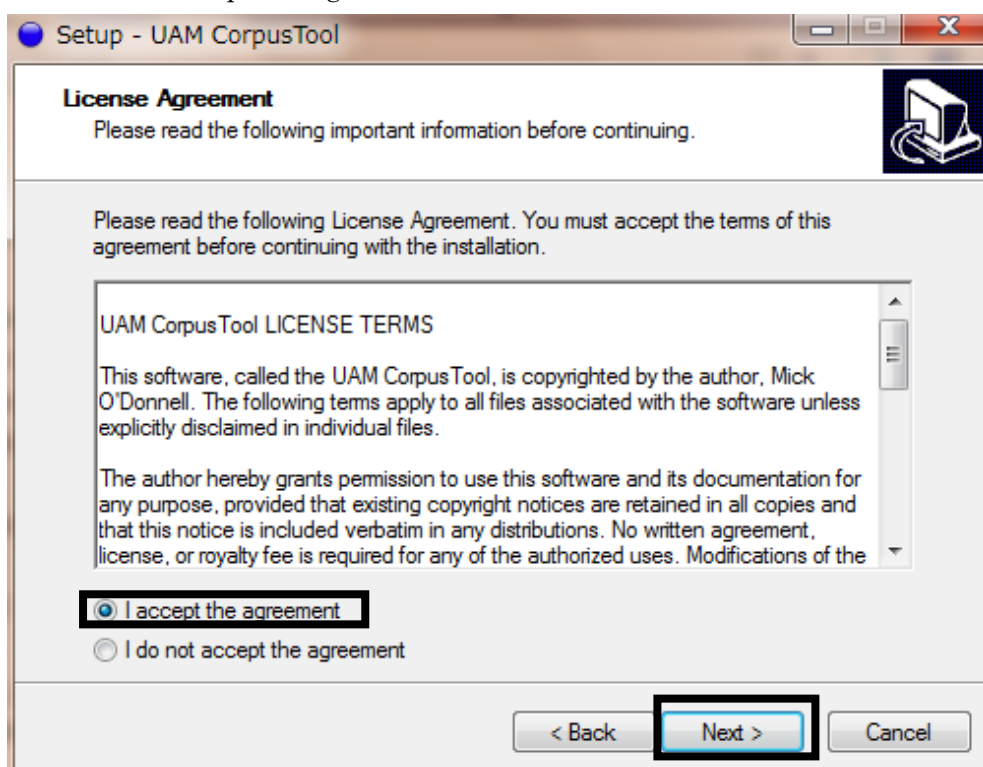 Setup - UAM CorpusTool
License Agreement
Please read the following important information before continuing.
Please read the following License Agreement. You must accept the terms of this
agreement before continuing with the installation.
UAM CorpusTool LICENSE TERMS
This software, called the UAM CorpusTool, is copyrighted by the author, Mick
O'Donnell. The following terms apply to all files associated with the software unless
explicitly disclaimed in individual files.
The author hereby grants permission to use this software and its documentation for
any purpose, provided that existing copyright notices are retained in all copies and
that this notice is included verbatim in any distributions. No written agreement,
license, or royalty fee is required for any of the authorized uses. Modifications of the
I accept the agreement
I do not accept the agreement
< Back Next > Cancel